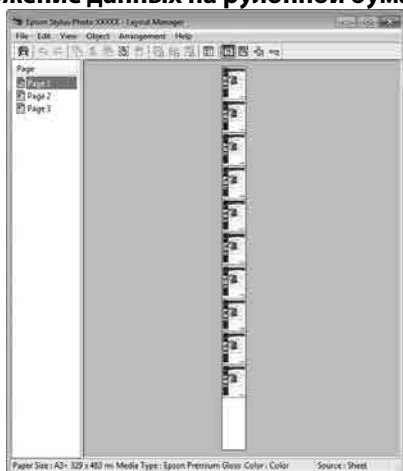 жение данных на рулонной бума
Epson Stylus Photo XXXXX - Layout Manager
File Edit View Object Arrangement Help
Page
Page 1
Page 2
Page 3
Paper Size : A3+ 329 x 483 mi Media Type : Epson Premium Gloss Color : Color Source : Sheet